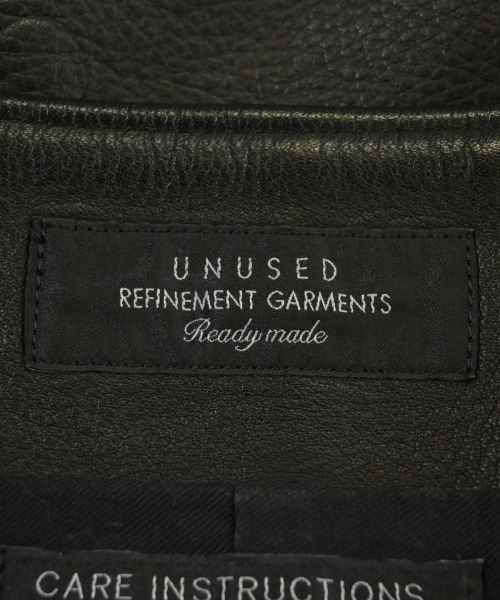 UNUSED
REFINEMENT GARMENTS
Ready made
CARE INSTRUCTIONS